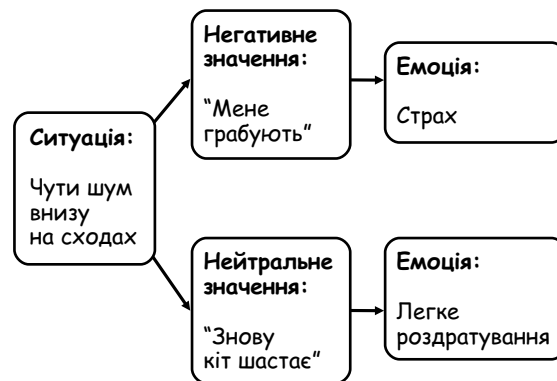 Негативне
значення:
“Мене
грабують”
Емоція:
Страх
Ситуація:
Чути шум
внизу
на сходах
Нейтральне
значення:
“Знову
кіт шастає”
Емоція:
Легке
роздратування